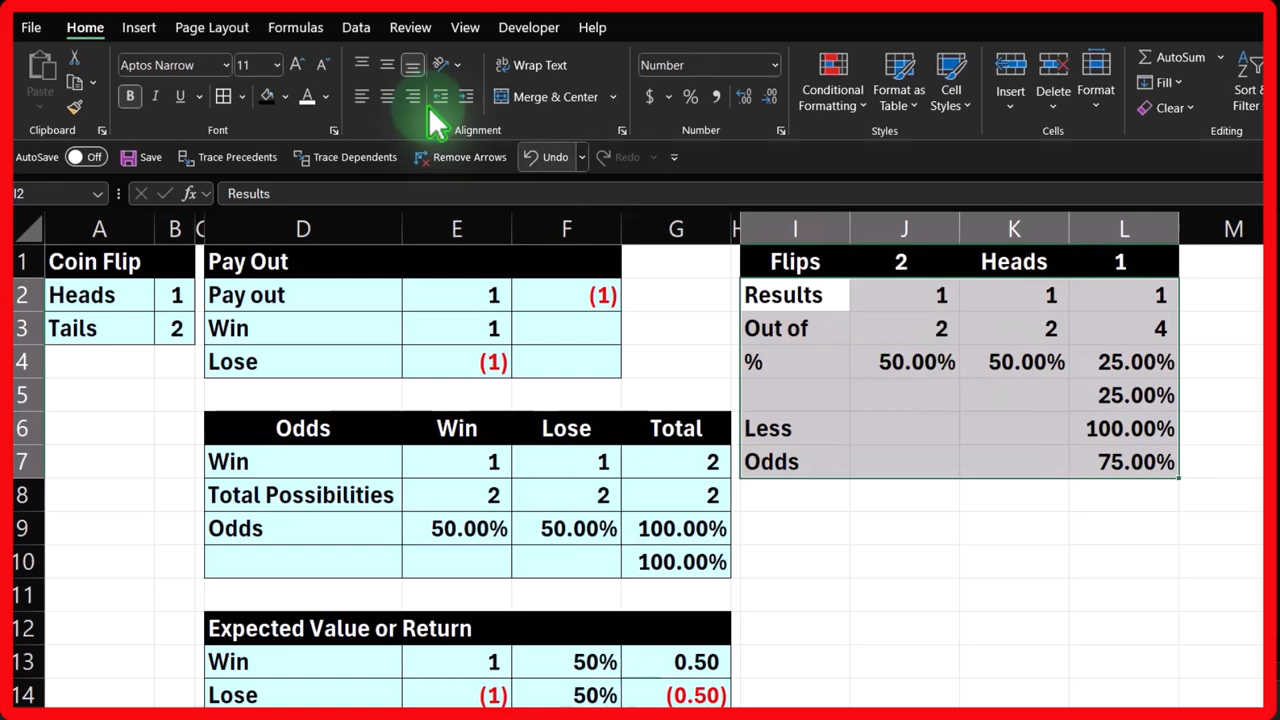 File Home Insert Page Layout Formulas Data Review View Developer Help
Paste
Clipboard
Aptos Narrow 11 A A
B I U A
Font
ab Wrap Text
Merge & Center
Alignment
Number
$ % ,
Number
Conditional Formatting
Format as Table
Cell Styles
Styles
Insert Delete Format
Cells
AutoSum
Fill
Clear
Sort
Filter
Editing
AutoSave Off Save Trace Precedents Trace Dependents Remove Arrows Undo Redo
I2 fx Results
A B C D E F G H I J K L M
1 Coin Flip Pay Out Flips 2 Heads 1
2 Heads 1 Pay out 1 (1) Results 1 1 1
3 Tails 2 Win 1 Out of 2 2 4
4 Lose (1) % 50.00% 50.00% 25.00%
5 25.00%
6 Odds Win Lose Total Less 100.00%
7 Win 1 1 2 Odds 75.00%
8 Total Possibilities 2 2 2
9 Odds 50.00% 50.00% 100.00%
10 100.00%
11
12 Expected Value or Return
13 Win 1 50% 0.50
14 Lose (1) 50% (0.50)